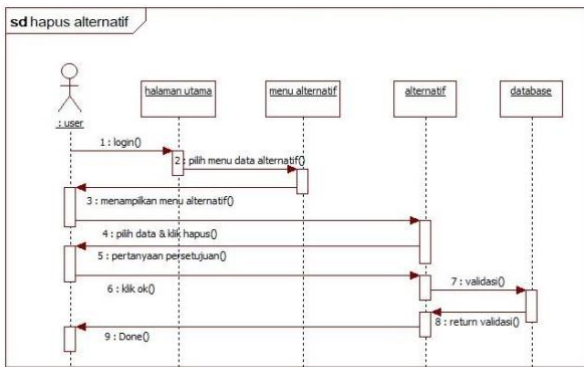 sd hapus alternatif
: user
halaman utama
menu alternatif
alternatif
database
1 : login()
2 : pilih menu data alternatif()
3 : menampilkan menu alternatif()
4 : pilih data & klik hapus()
5 : pertanyaan persetujuan()
6 : klik ok()
7 : validasi()
8 : return validasi()
9 : Done()